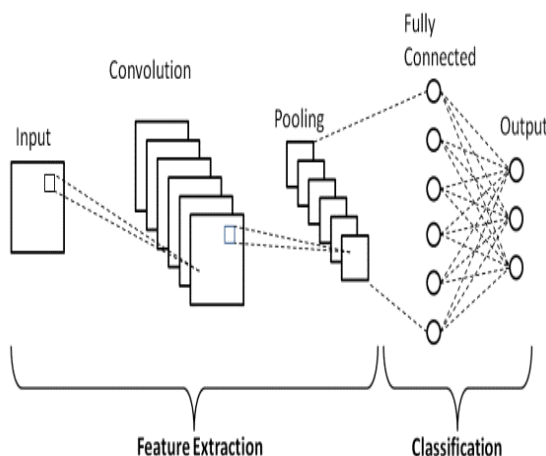 Fully
Connected
Convolution
Pooling
Output
Input
Feature Extraction
Classification